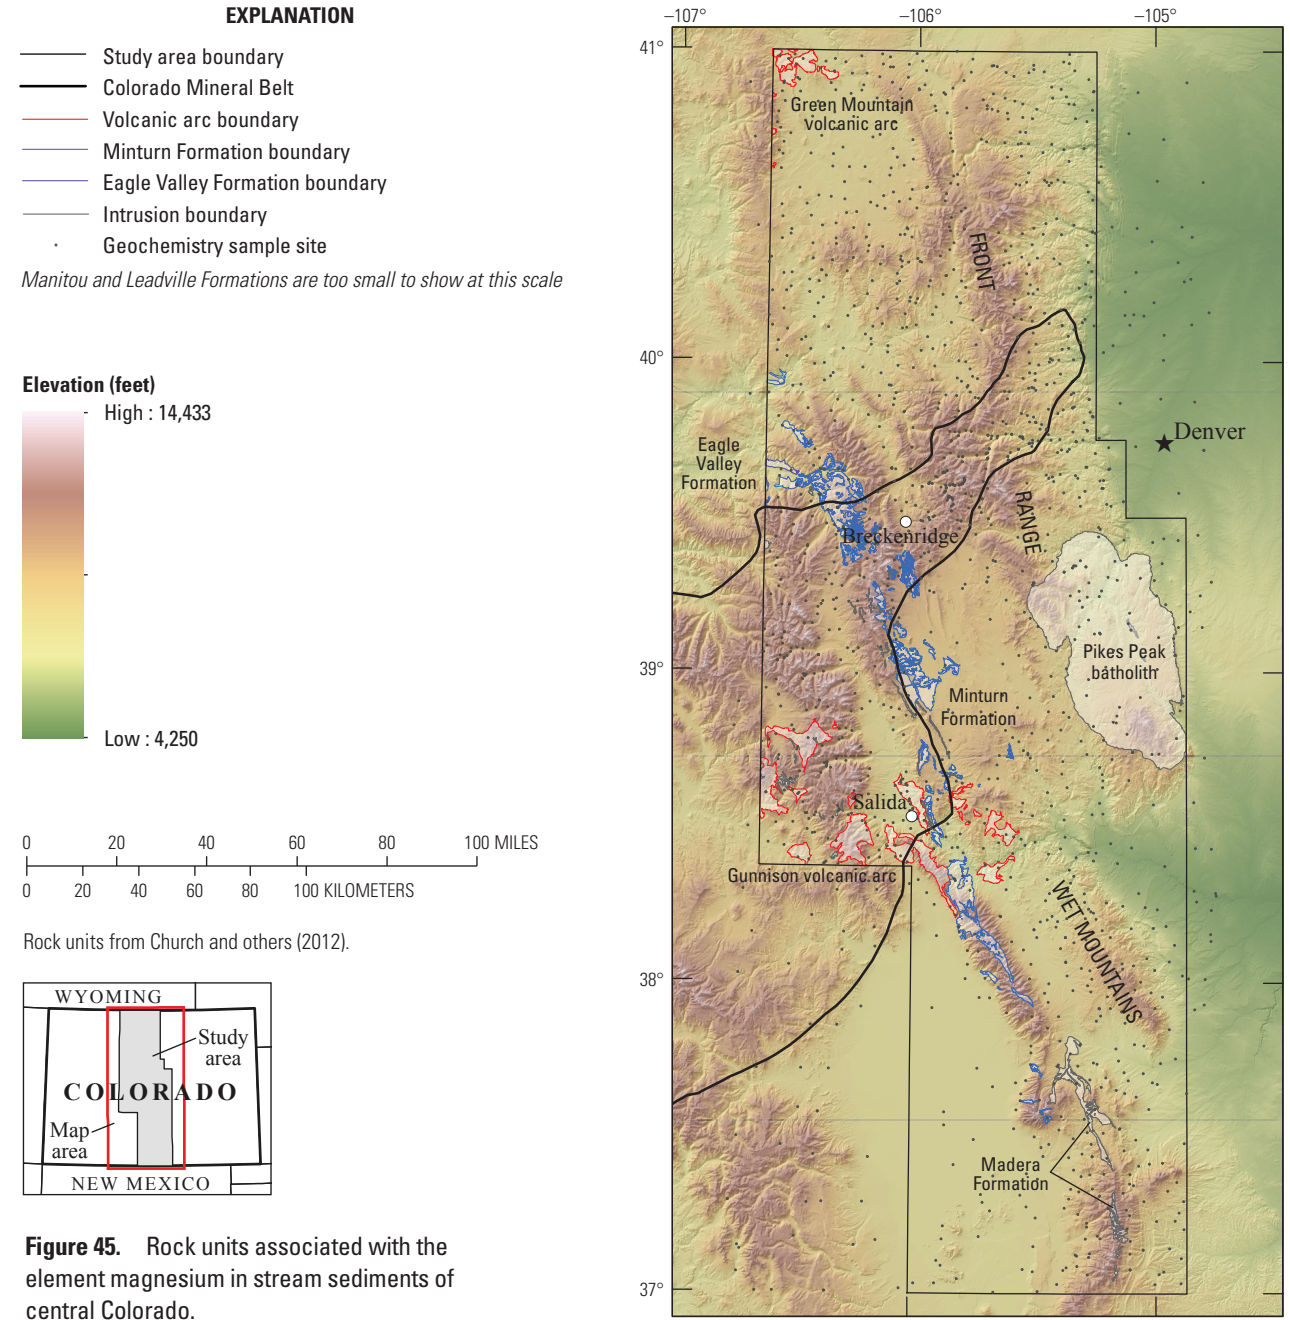 EXPLANATION
Study area boundary
Colorado Mineral Belt
Volcanic arc boundary
Minturn Formation boundary
Eagle Valley Formation boundary
Intrusion boundary
Geochemistry sample site
Manitou and Leadville Formations are too small to show at this scale
Elevation (feet)
High : 14,433
Low : 4,250
0 20 40 60 80 100 MILES
0 20 40 60 80 100 KILOMETERS
Rock units from Church and others (2012).
WYOMING
Study
area
COLORADO
Map
area
NEW MEXICO
Figure 45. Rock units associated with the
element magnesium in stream sediments of
central Colorado.
–107° –106° –105°
41°
Green Mountain
volcanic arc
FRONT
40°
Denver
Eagle
Valley
Formation
RANGE
Breckenridge
39°
Pikes Peak
batholith
Minturn
Formation
Salida
Gunnison volcanic arc
WET MOUNTAINS
38°
Madera
Formation
37°